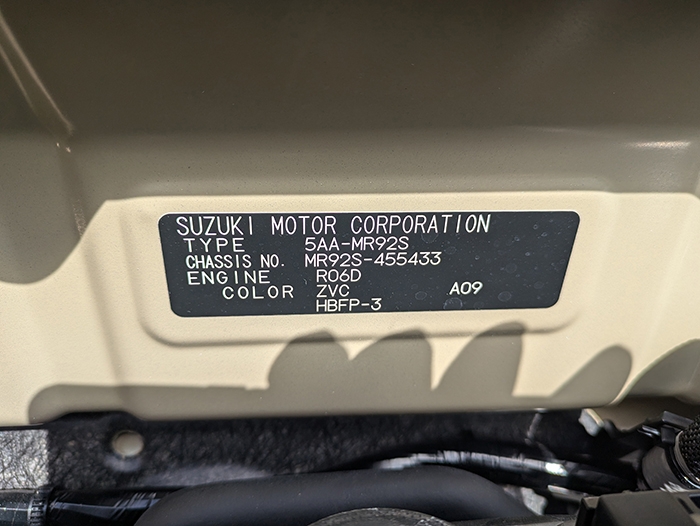 SUZUKI MOTOR CORPORATION
TYPE 5AA-MR92S
CHASSIS NO. MR92S-455433
ENGINE R06D
COLOR ZVC A09
HBFP-3